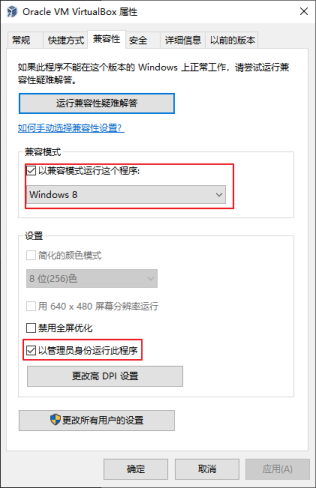 Oracle VM VirtualBox 属性
常规 快捷方式 兼容性 安全 详细信息 以前的版本
如果此程序不能在这个版本的 Windows 上正常工作，请尝试运行兼
容性疑难解答。
运行兼容性疑难解答
如何手动选择兼容性设置?
兼容模式
以兼容模式运行这个程序:
Windows 8
设置
简化的颜色模式
8 位(256)色
用 640 x 480 屏幕分辨率运行
禁用全屏优化
以管理员身份运行此程序
更改高 DPI 设置
更改所有用户的设置
确定 取消 应用(A)